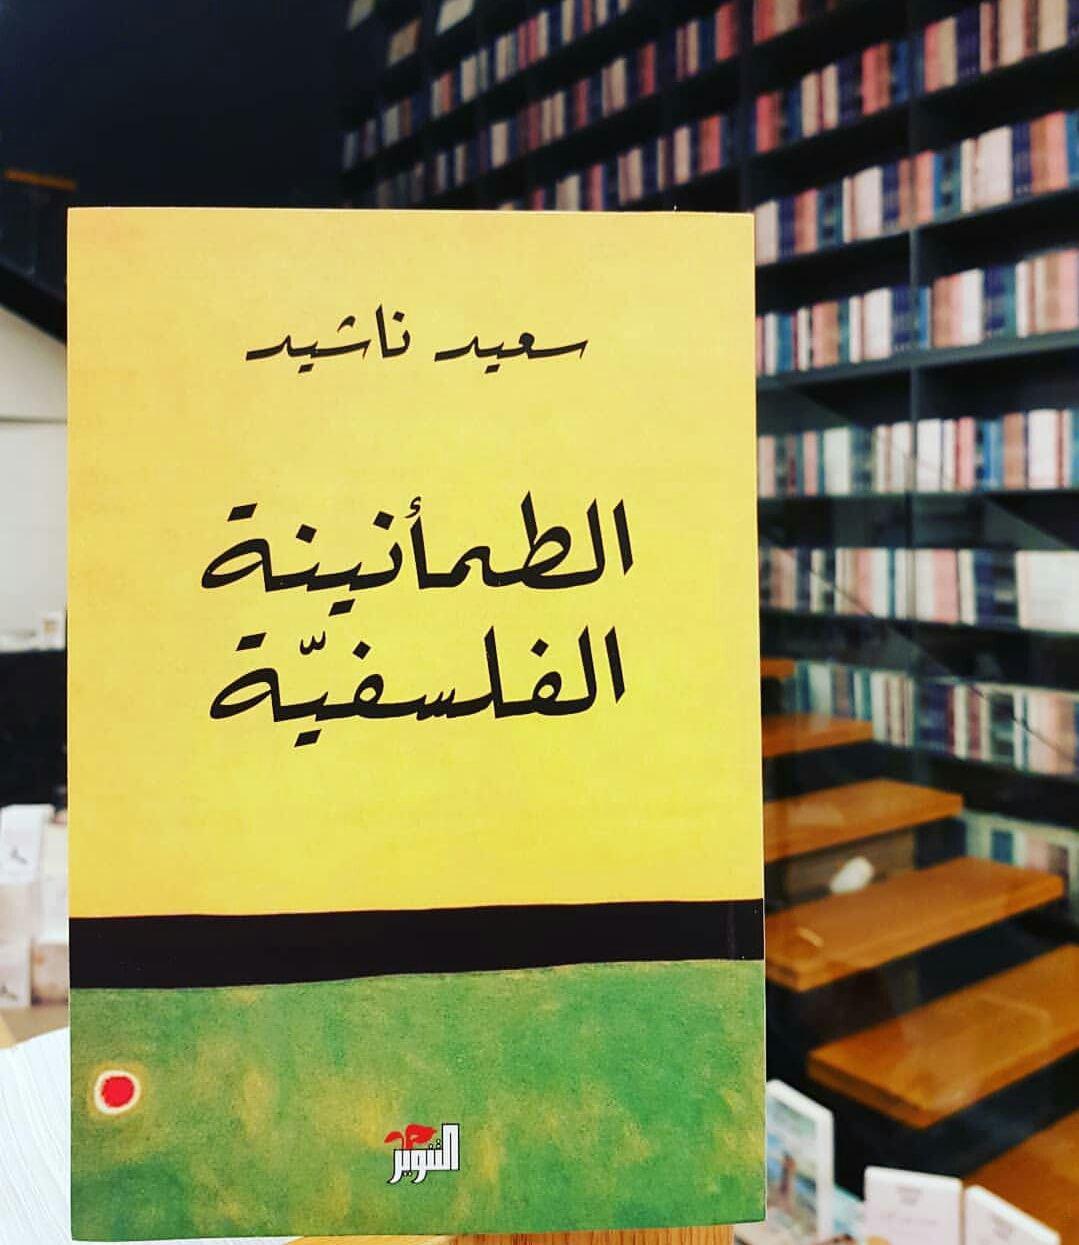 سعيد ناشيد
الطمأنينة
الفلسفيّة
التنوير